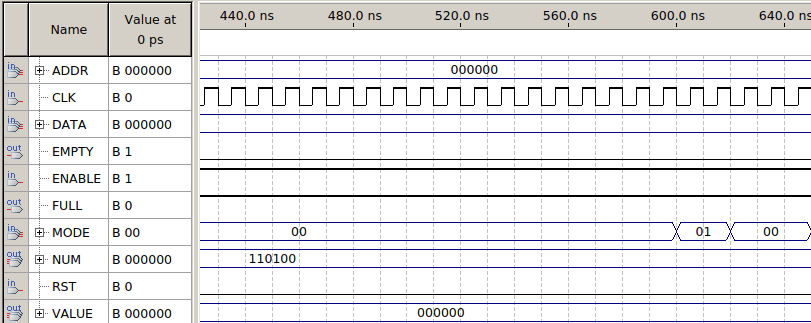 Name Value at 0 ps 440.0 ns 480.0 ns 520.0 ns 560.0 ns 600.0 ns 640.0 ns
in ADDR B 000000 000000
in CLK B 0
in DATA B 000000
out EMPTY B 1
in ENABLE B 1
out FULL B 0
in MODE B 00 00 01 00
out NUM B 000000 110100
in RST B 0
out VALUE B 000000 000000